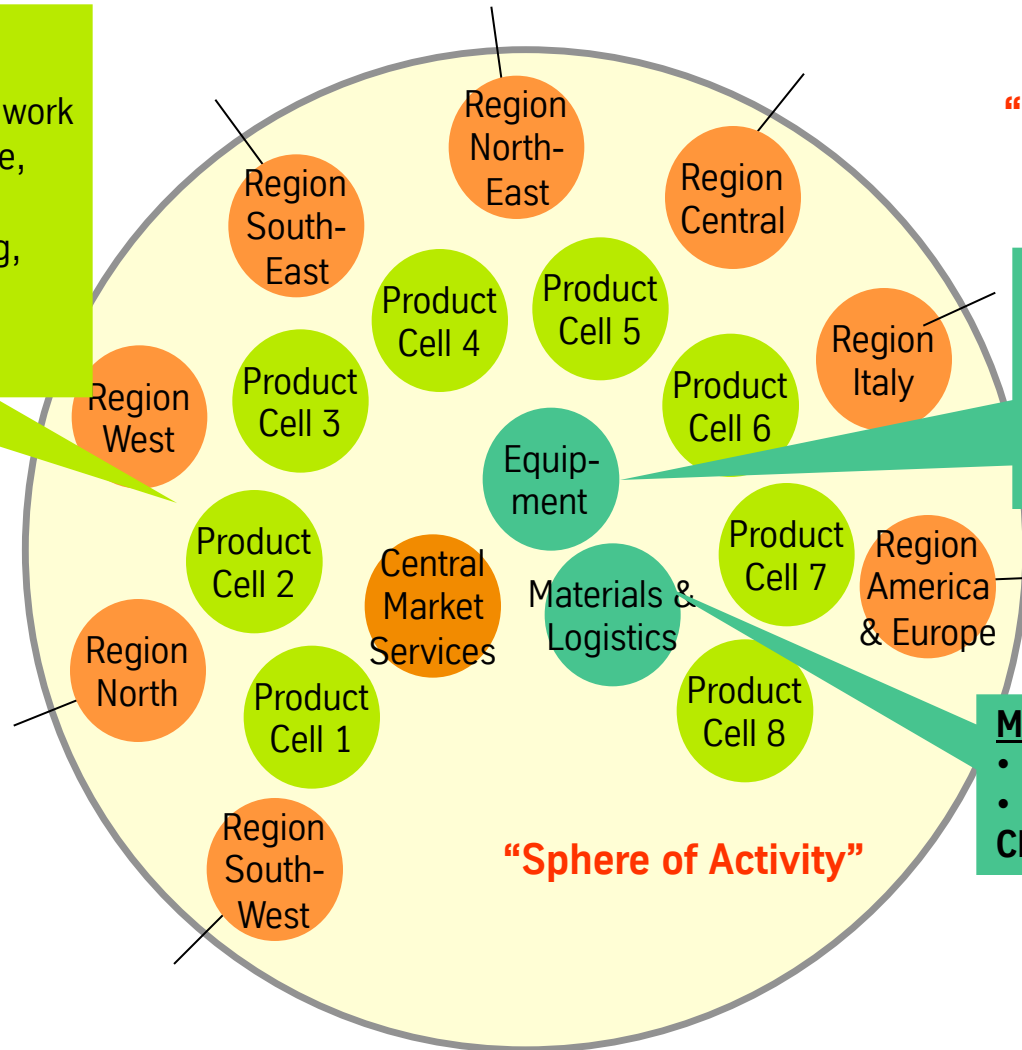 work
e,
g,
“
Region
North-
East
Region
Central
Region
South-
East
Product
Cell 4
Product
Cell 5
Region
Italy
Region
West
Product
Cell 3
Product
Cell 6
Equip-
ment
Product
Cell 2
Central
Market
Services
Materials &
Logistics
Product
Cell 7
Region
America
& Europe
Region
North
Product
Cell 1
Product
Cell 8
M
•
•
Region
South-
West
“Sphere of Activity”